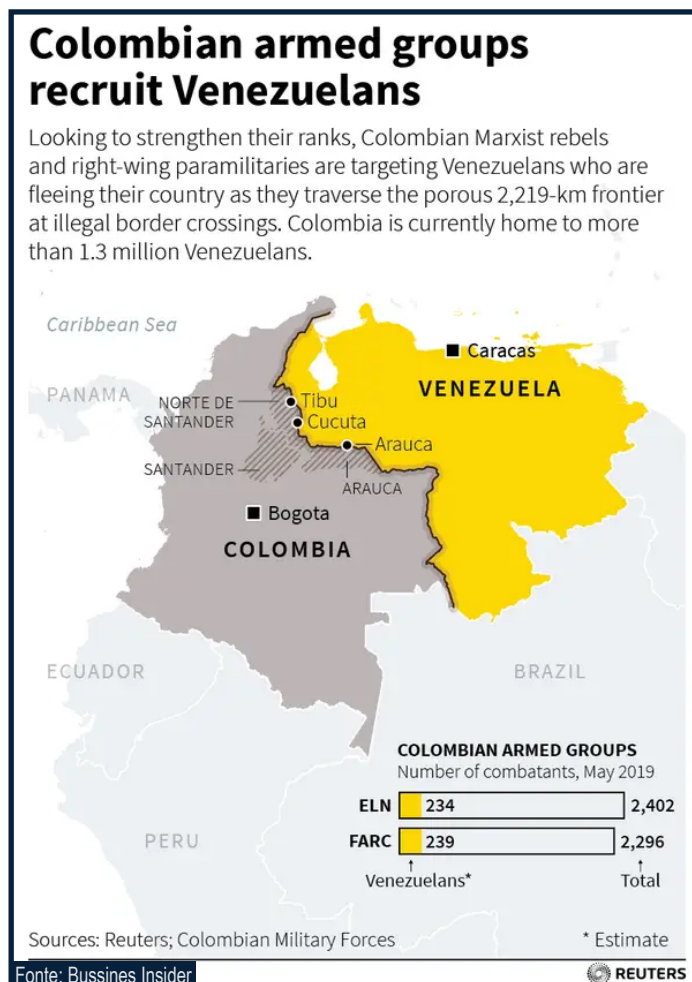 Colombian armed groups
recruit Venezuelans
Looking to strengthen their ranks, Colombian Marxist rebels
and right-wing paramilitaries are targeting Venezuelans who are
fleeing their country as they traverse the porous 2,219-km frontier
at illegal border crossings. Colombia is currently home to more
than 1.3 million Venezuelans.
Caribbean Sea
Caracas
PANAMA
VENEZUELA
NORTE DE
SANTANDER
Tibu
Cucuta
Arauca
SANTANDER
ARAUCA
Bogota
COLOMBIA
ECUADOR
BRAZIL
PERU
COLOMBIAN ARMED GROUPS
Number of combatants, May 2019
ELN 234 2,402
FARC 239 2,296
Venezuelans* Total
Sources: Reuters; Colombian Military Forces * Estimate
Fonte: Bussines Insider
REUTERS